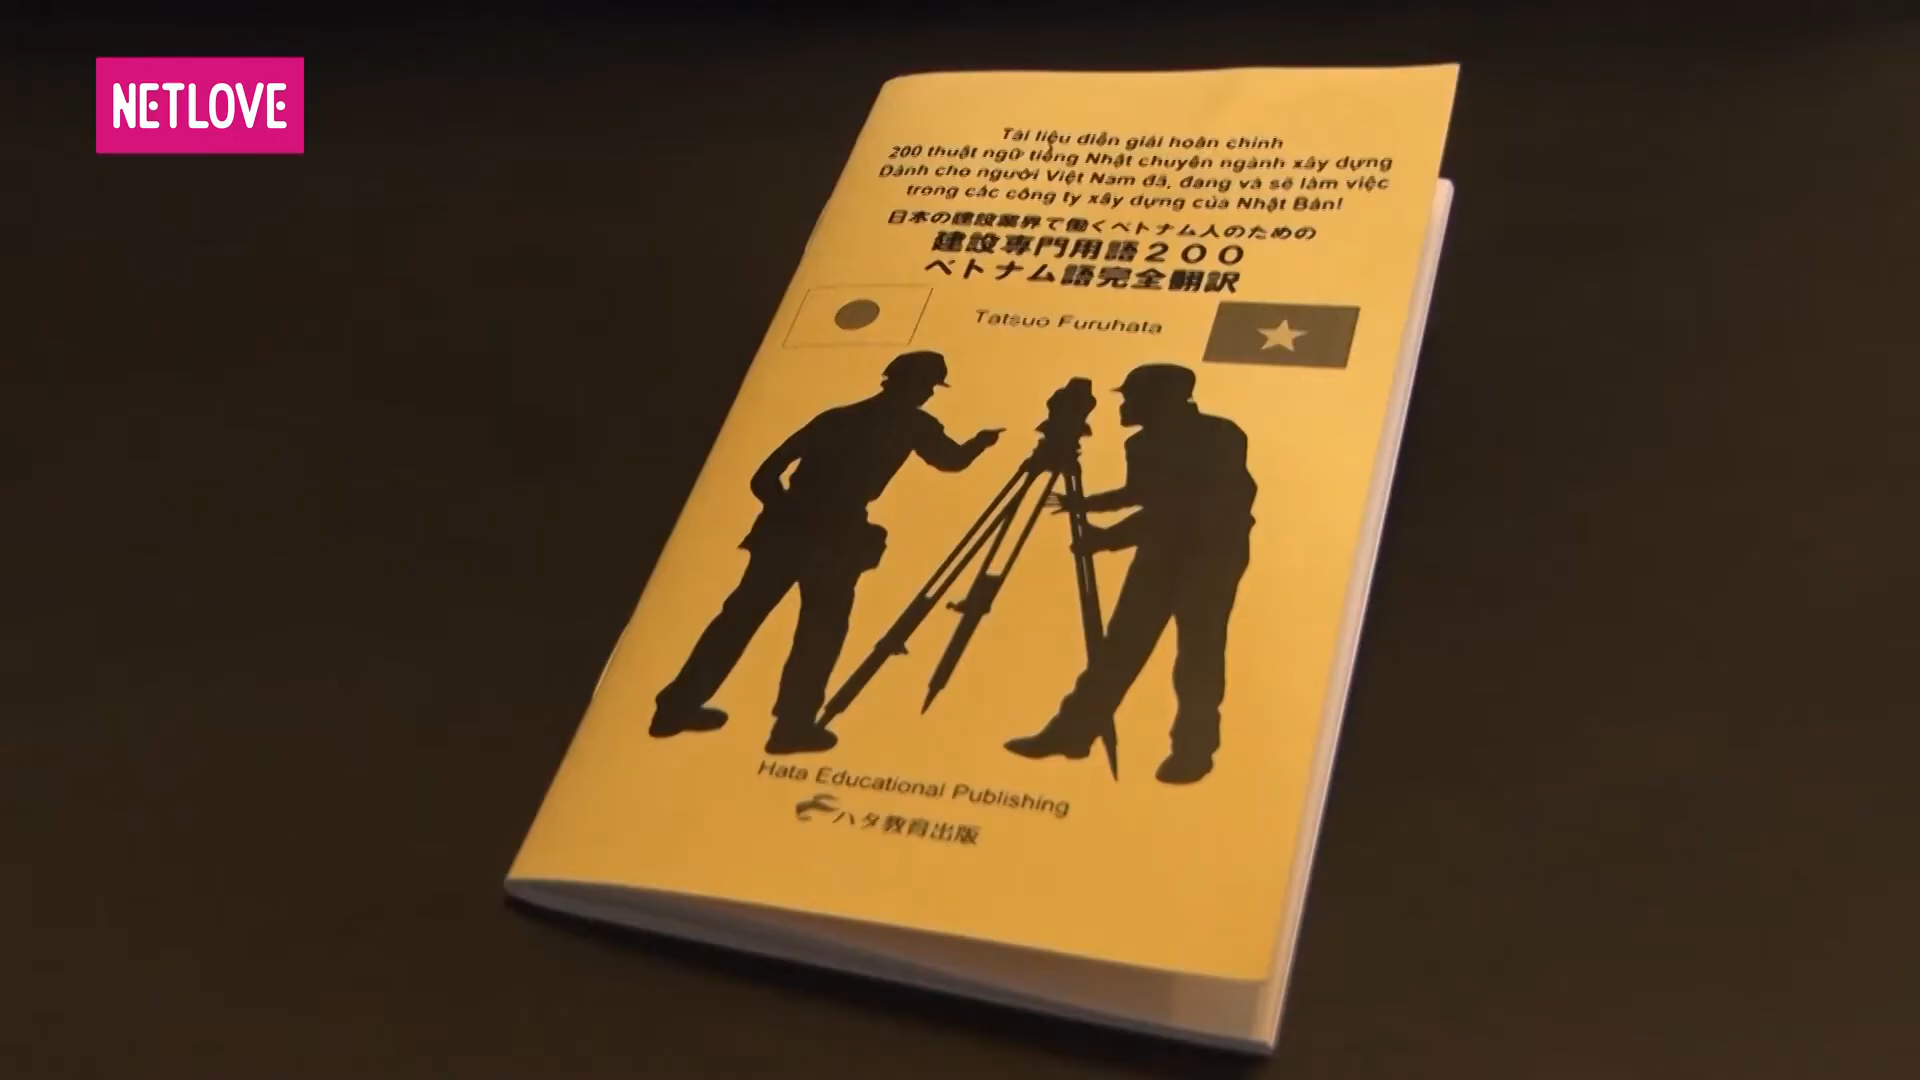 NETLOVE
Tài liệu diễn giải hoàn chỉnh
200 thuật ngữ tiếng Nhật chuyên ngành xây dựng
Dành cho người Việt Nam đã, đang và sẽ làm việc
trong các công ty xây dựng của Nhật Bản!
日本の建設業界で働くベトナム人のための
建設専門用語２００
ベトナム語完全翻訳
Tatsuo Furuhata
Hata Educational Publishing
ハタ教育出版